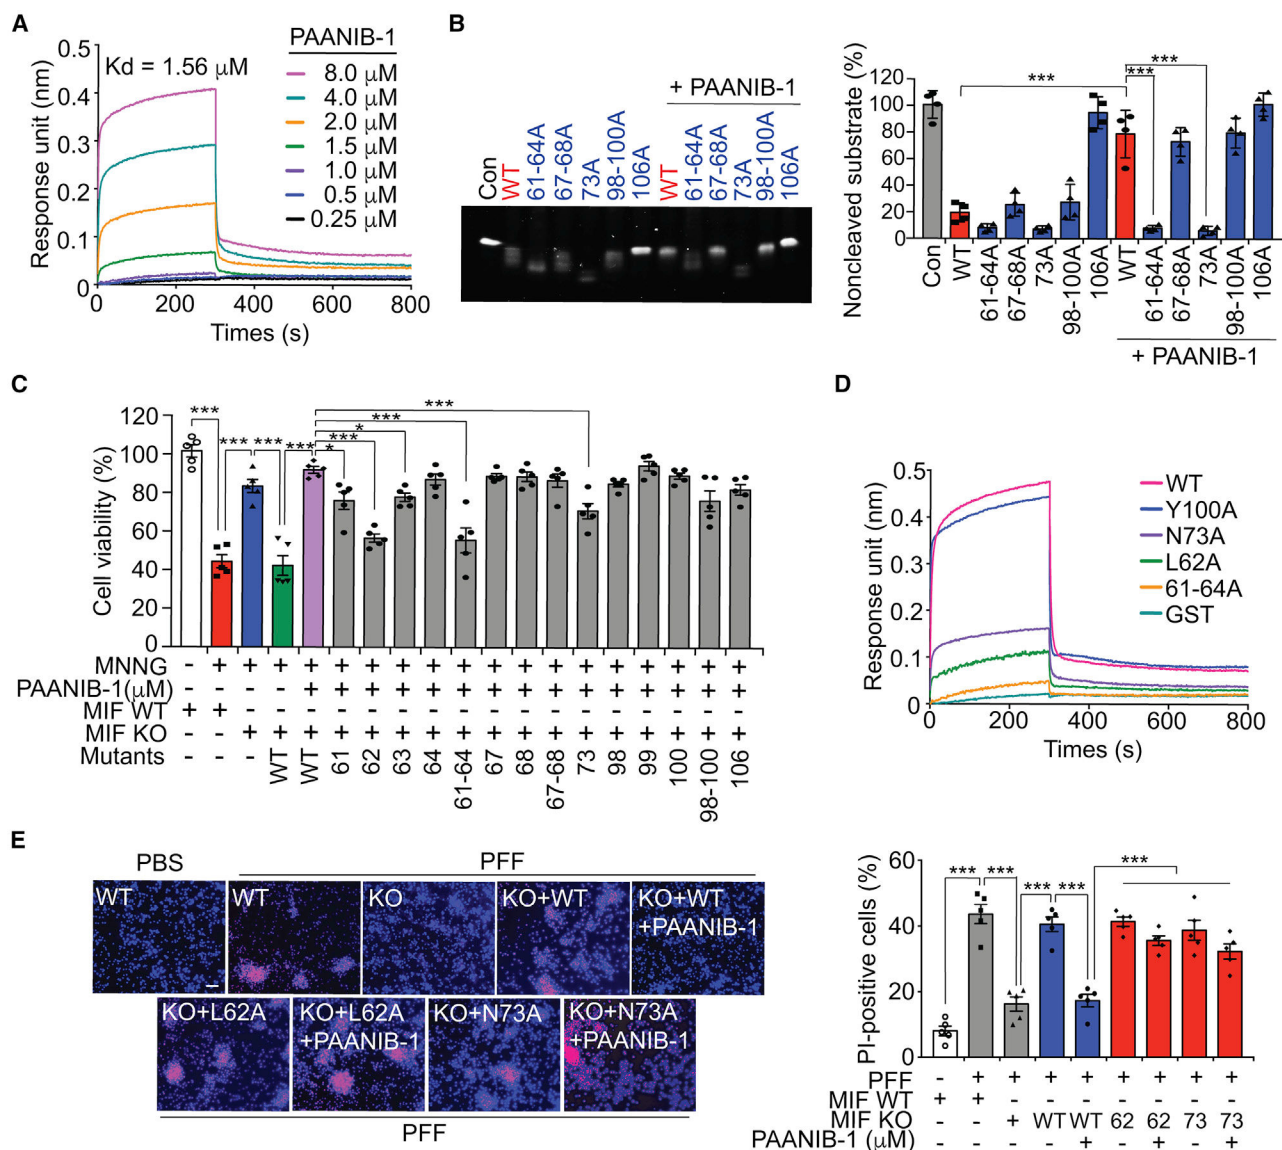 A
PAANIB-1
Kd = 1.56 µM
8.0 µM
4.0 µM
2.0 µM
1.5 µM
1.0 µM
0.5 µM
0.25 µM
Response unit (nm)
0.5
0.4
0.3
0.2
0.1
0
0 200 400 600 800
Times (s)
B
+ PAANIB-1
Con
WT
61-64A
67-68A
73A
98-100A
106A
WT
61-64A
67-68A
73A
98-100A
106A
Noncleaved substrate (%)
120
100
80
60
40
20
0
***
***
***
Con
WT
61-64A
67-68A
73A
98-100A
106A
WT
61-64A
67-68A
73A
98-100A
106A
+ PAANIB-1
C
Cell viability (%)
120
100
80
60
40
20
0
*** *** *** *** * *** * *** ***
MNNG - + + + + + + + + + + + + + + + + + +
PAANIB-1(µM) - - - - + + + + + + + + + + + + + + +
MIF WT + +
MIF KO + + + + + + + + + + + + + + + + +
Mutants - - - WT WT 61 62 63 64 61-64 67 68 67-68 73 98 99 100 98-100 106
D
Response unit (nm)
0.5
0.4
0.3
0.2
0.1
0
0 200 400 600 800
Times (s)
WT
Y100A
N73A
L62A
61-64A
GST
E
PBS
PFF
WT
WT
KO
KO+WT
KO+WT
+PAANIB-1
KO+L62A
KO+L62A
+PAANIB-1
KO+N73A
KO+N73A
+PAANIB-1
PFF
PI-positive cells (%)
60
40
20
0
*** *** *** *** ***
PFF - + + + + + + + +
MIF WT + +
MIF KO + WT WT 62 62 73 73
PAANIB-1 (µM) - - - - + - + - +